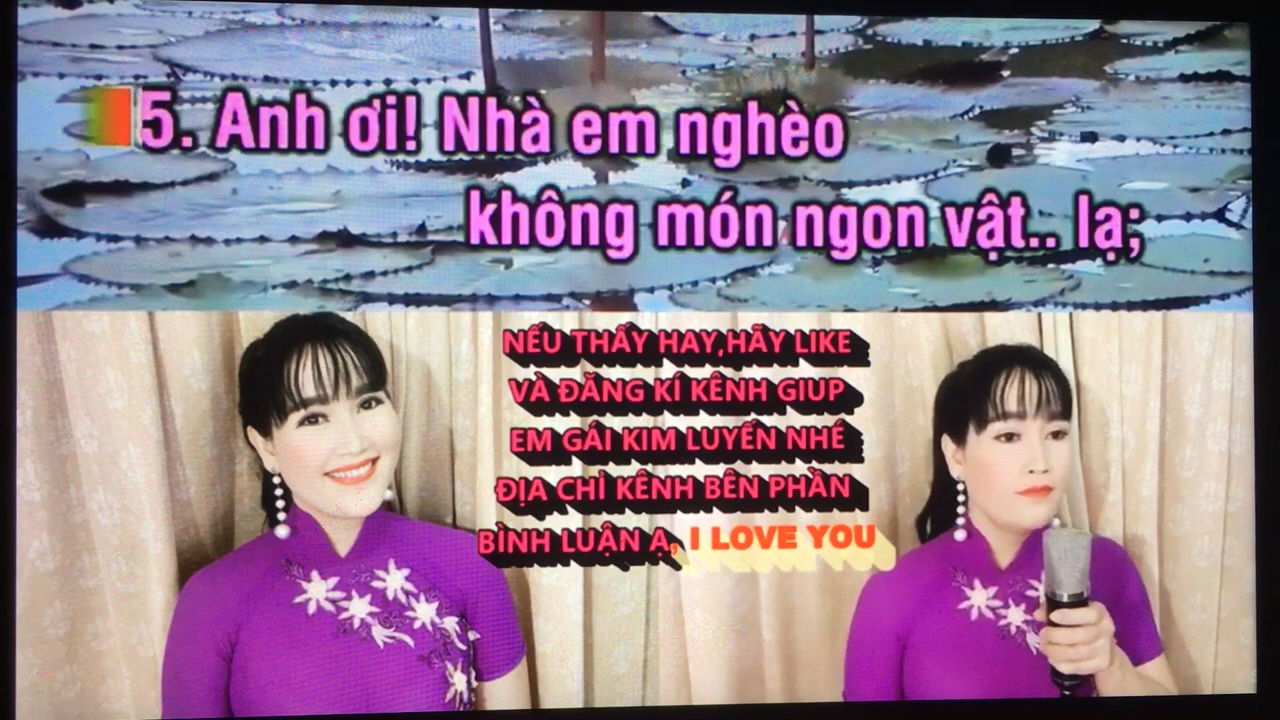 5. Anh ơi! Nhà em nghèo
không món ngon vật.. lạ;
NẾU THẤY HAY,HÃY LIKE
VÀ ĐĂNG KÍ KÊNH GIUP
EM GÁI KIM LUYẾN NHÉ
ĐỊA CHỈ KÊNH BÊN PHẦN
BÌNH LUẬN Ạ, I LOVE YOU